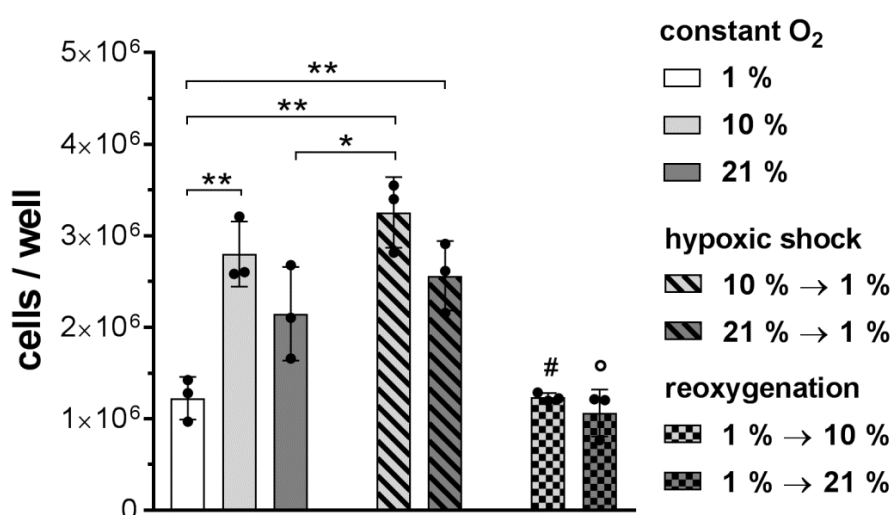 constant O₂
1 %
10 %
21 %
hypoxic shock
10 % → 1 %
21 % → 1 %
reoxygenation
1 % → 10 %
1 % → 21 %
cells / well
5×10⁶
4×10⁶
3×10⁶
2×10⁶
1×10⁶
0
**
**
*
**
#
°